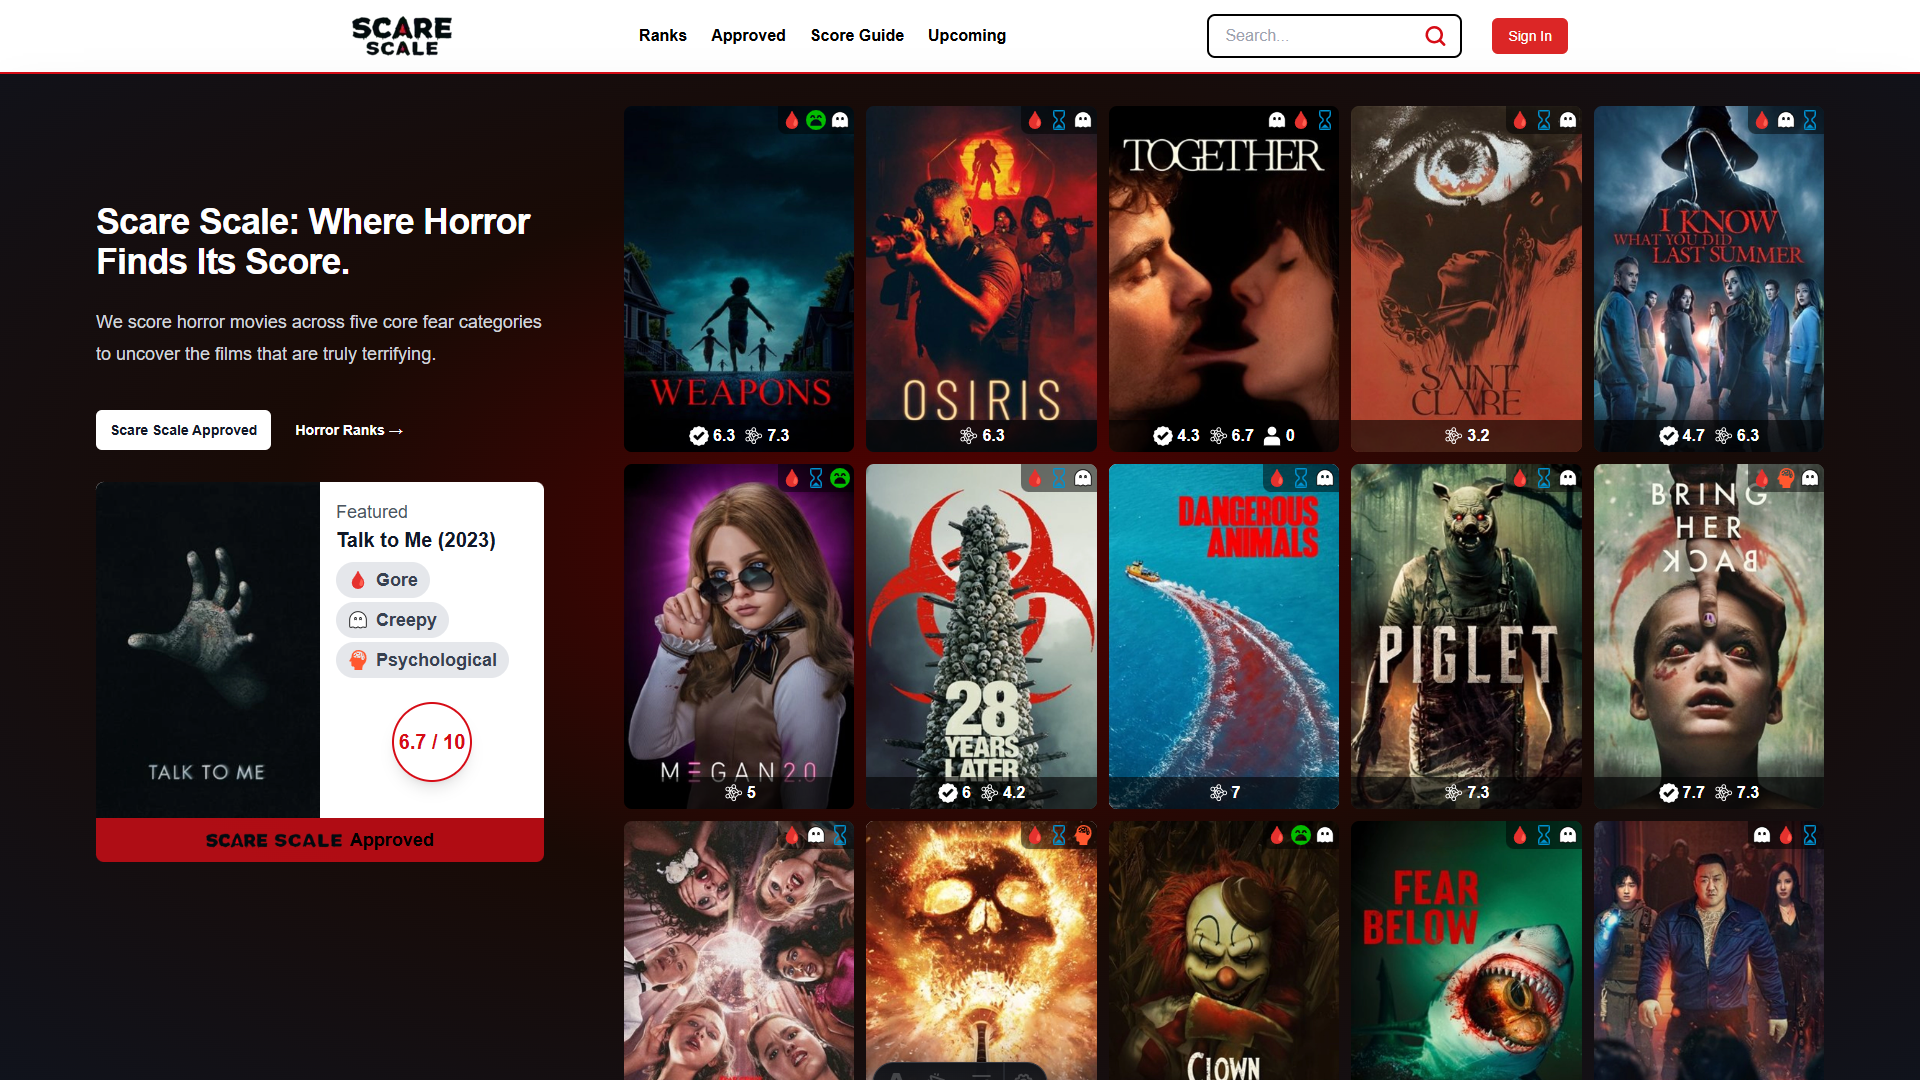 SCARE
SCALE
Ranks
Approved
Score Guide
Upcoming
Search...
Sign In
Scare Scale: Where Horror
Finds Its Score.
We score horror movies across five core fear categories
to uncover the films that are truly terrifying.
Scare Scale Approved
Horror Ranks →
TALK TO ME
Featured
Talk to Me (2023)
Gore
Creepy
Psychological
6.7 / 10
SCARE SCALE Approved
WEAPONS
6.3 7.3
OSIRIS
6.3
TOGETHER
4.3 6.7 0
SAINT
CLARE
3.2
I KNOW
WHAT YOU DID
LAST SUMMER
4.7 6.3
MEGAN 2.0
5
28
YEARS
LATER
6 4.2
DANGEROUS
ANIMALS
7
PIGLET
7.3
BRING
HER
BACK
7.7 7.3
CLOWN
FEAR
BELOW